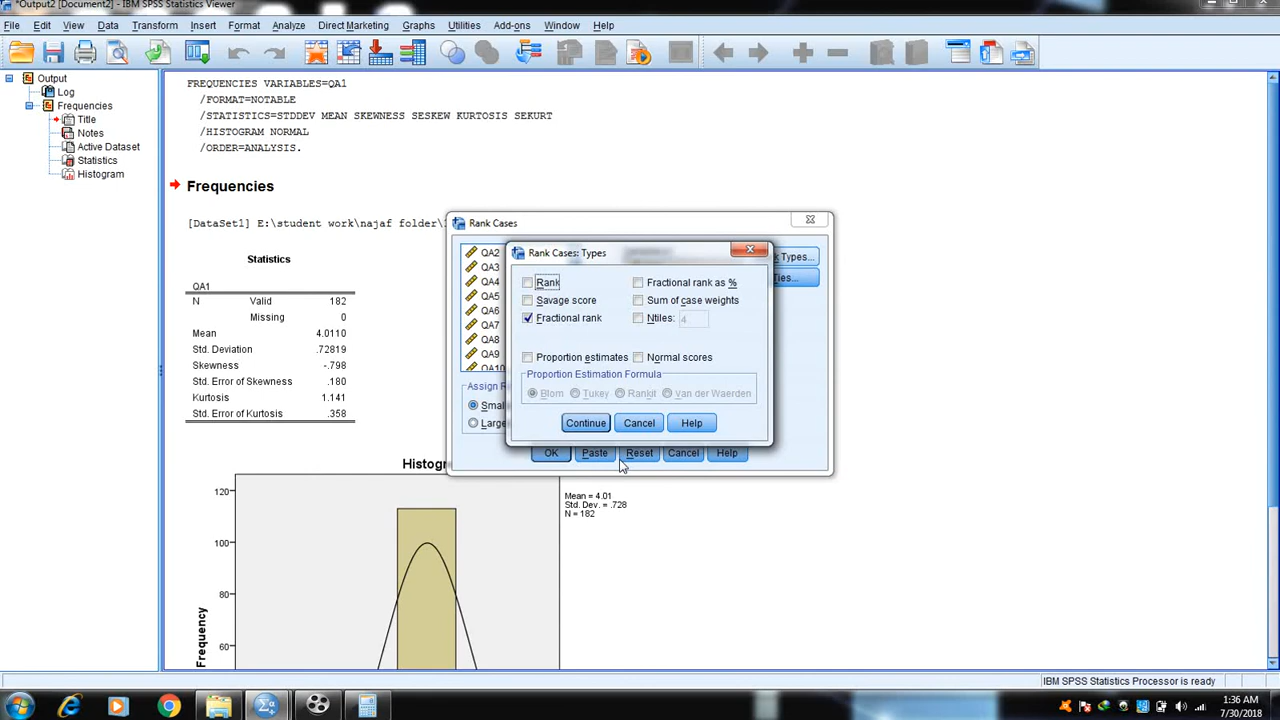 *Output2 [Document2] - IBM SPSS Statistics Viewer
File Edit View Data Transform Insert Format Analyze Direct Marketing Graphs Utilities Add-ons Window Help
Output
Log
Frequencies
Title
Notes
Active Dataset
Statistics
Histogram
FREQUENCIES VARIABLES=QA1
/FORMAT=NOTABLE
/STATISTICS=STDDEV MEAN SKEWNESS SESKEW KURTOSIS SEKURT
/HISTOGRAM NORMAL
/ORDER=ANALYSIS.
Frequencies
[DataSet1] E:\student work\najaf folder\
Statistics
QA1
N Valid 182
Missing 0
Mean 4.0110
Std. Deviation .72819
Skewness -.798
Std. Error of Skewness .180
Kurtosis 1.141
Std. Error of Kurtosis .358
Histogr
120
100
80
60
Frequency
Mean = 4.01
Std. Dev. = .728
N = 182
Rank Cases
QA2
QA3
QA4
QA5
QA6
QA7
QA8
QA9
QA10
k Types...
Ties...
Assign R
Smal
Large
OK Paste Reset Cancel Help
Rank Cases: Types
Rank Fractional rank as %
Savage score Sum of case weights
Fractional rank Ntiles: 4
Proportion estimates Normal scores
Proportion Estimation Formula
Blom Tukey Rankit Van der Waerden
Continue Cancel Help
IBM SPSS Statistics Processor is ready
1:36 AM
7/30/2018